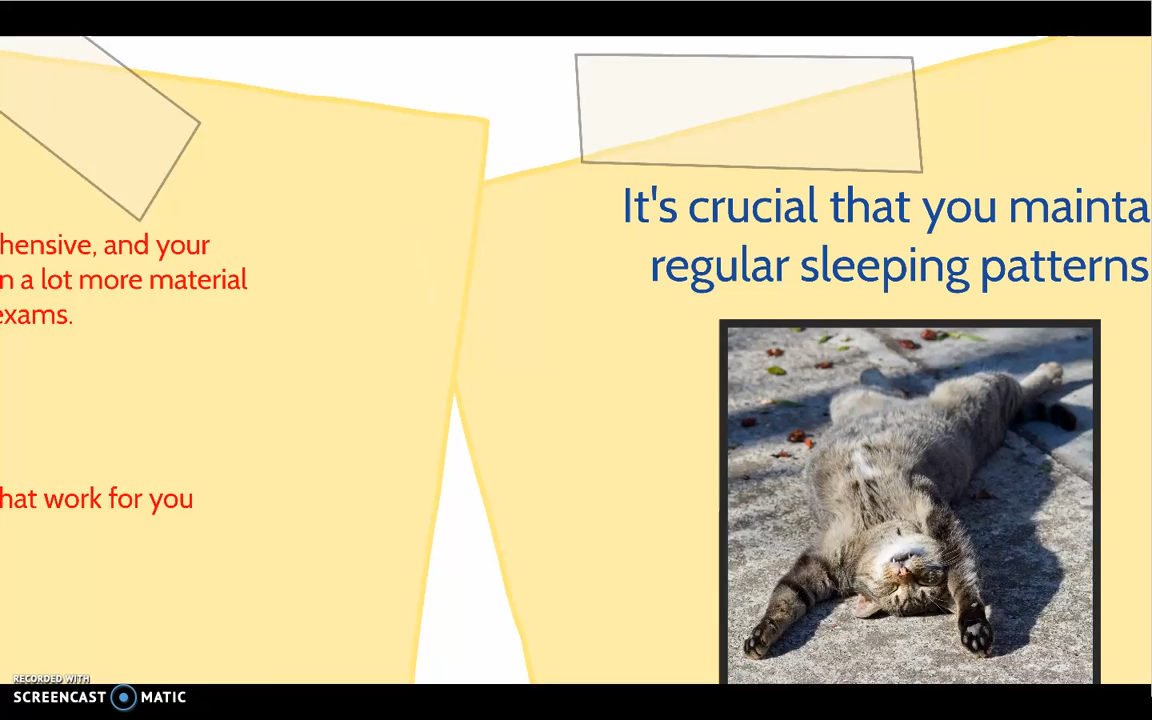 hensive, and your
n a lot more material
exams.
hat work for you
It's crucial that you mainta
regular sleeping patterns
RECORDED WITH
SCREENCAST MATIC